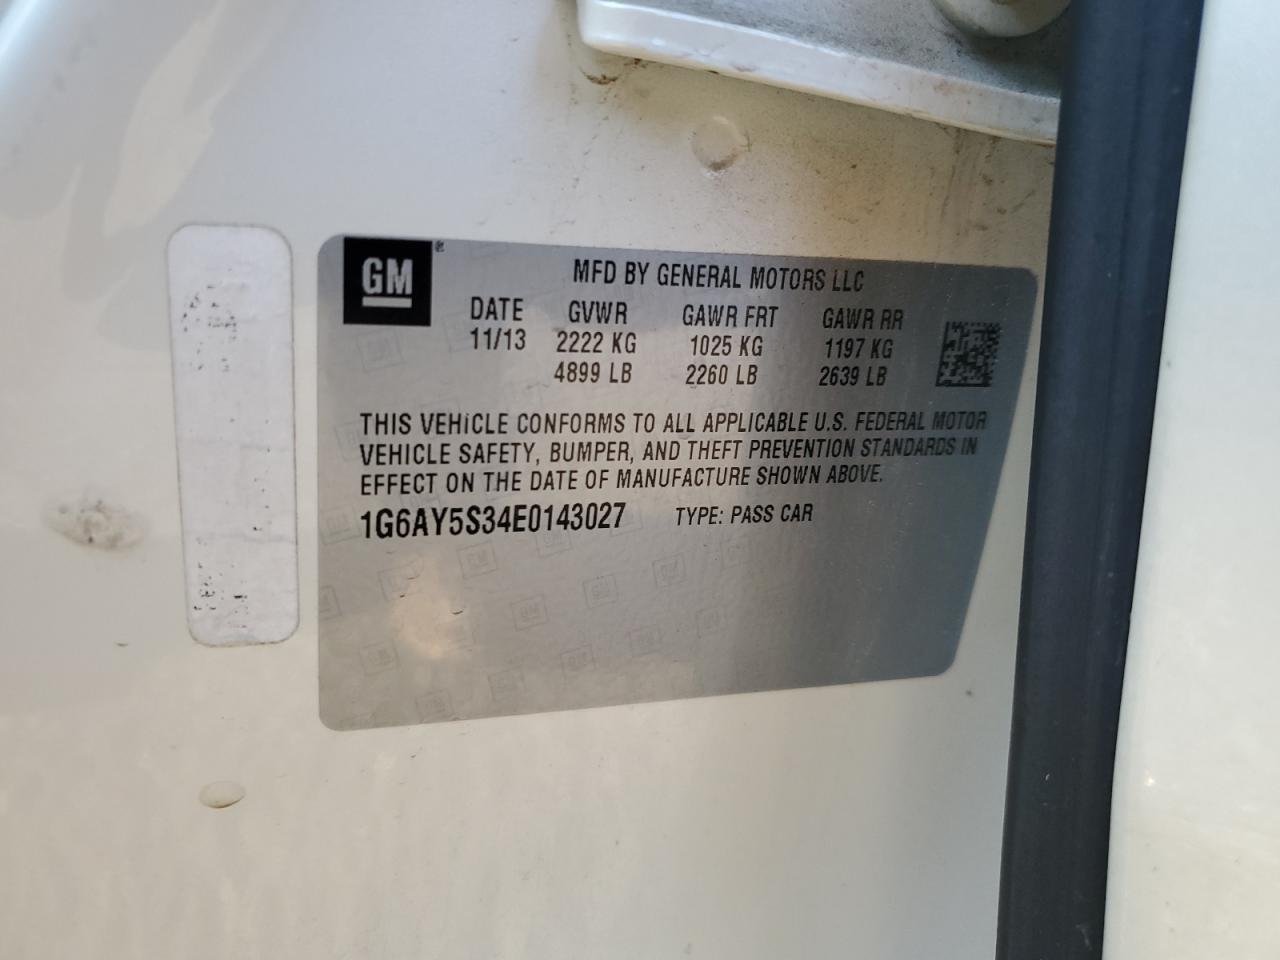 GM ®
MFD BY GENERAL MOTORS LLC
DATE GVWR GAWR FRT GAWR RR
11/13 2222 KG 1025 KG 1197 KG
4899 LB 2260 LB 2639 LB
THIS VEHICLE CONFORMS TO ALL APPLICABLE U.S. FEDERAL MOTOR
VEHICLE SAFETY, BUMPER, AND THEFT PREVENTION STANDARDS IN
EFFECT ON THE DATE OF MANUFACTURE SHOWN ABOVE.
1G6AY5S34E0143027 TYPE: PASS CAR